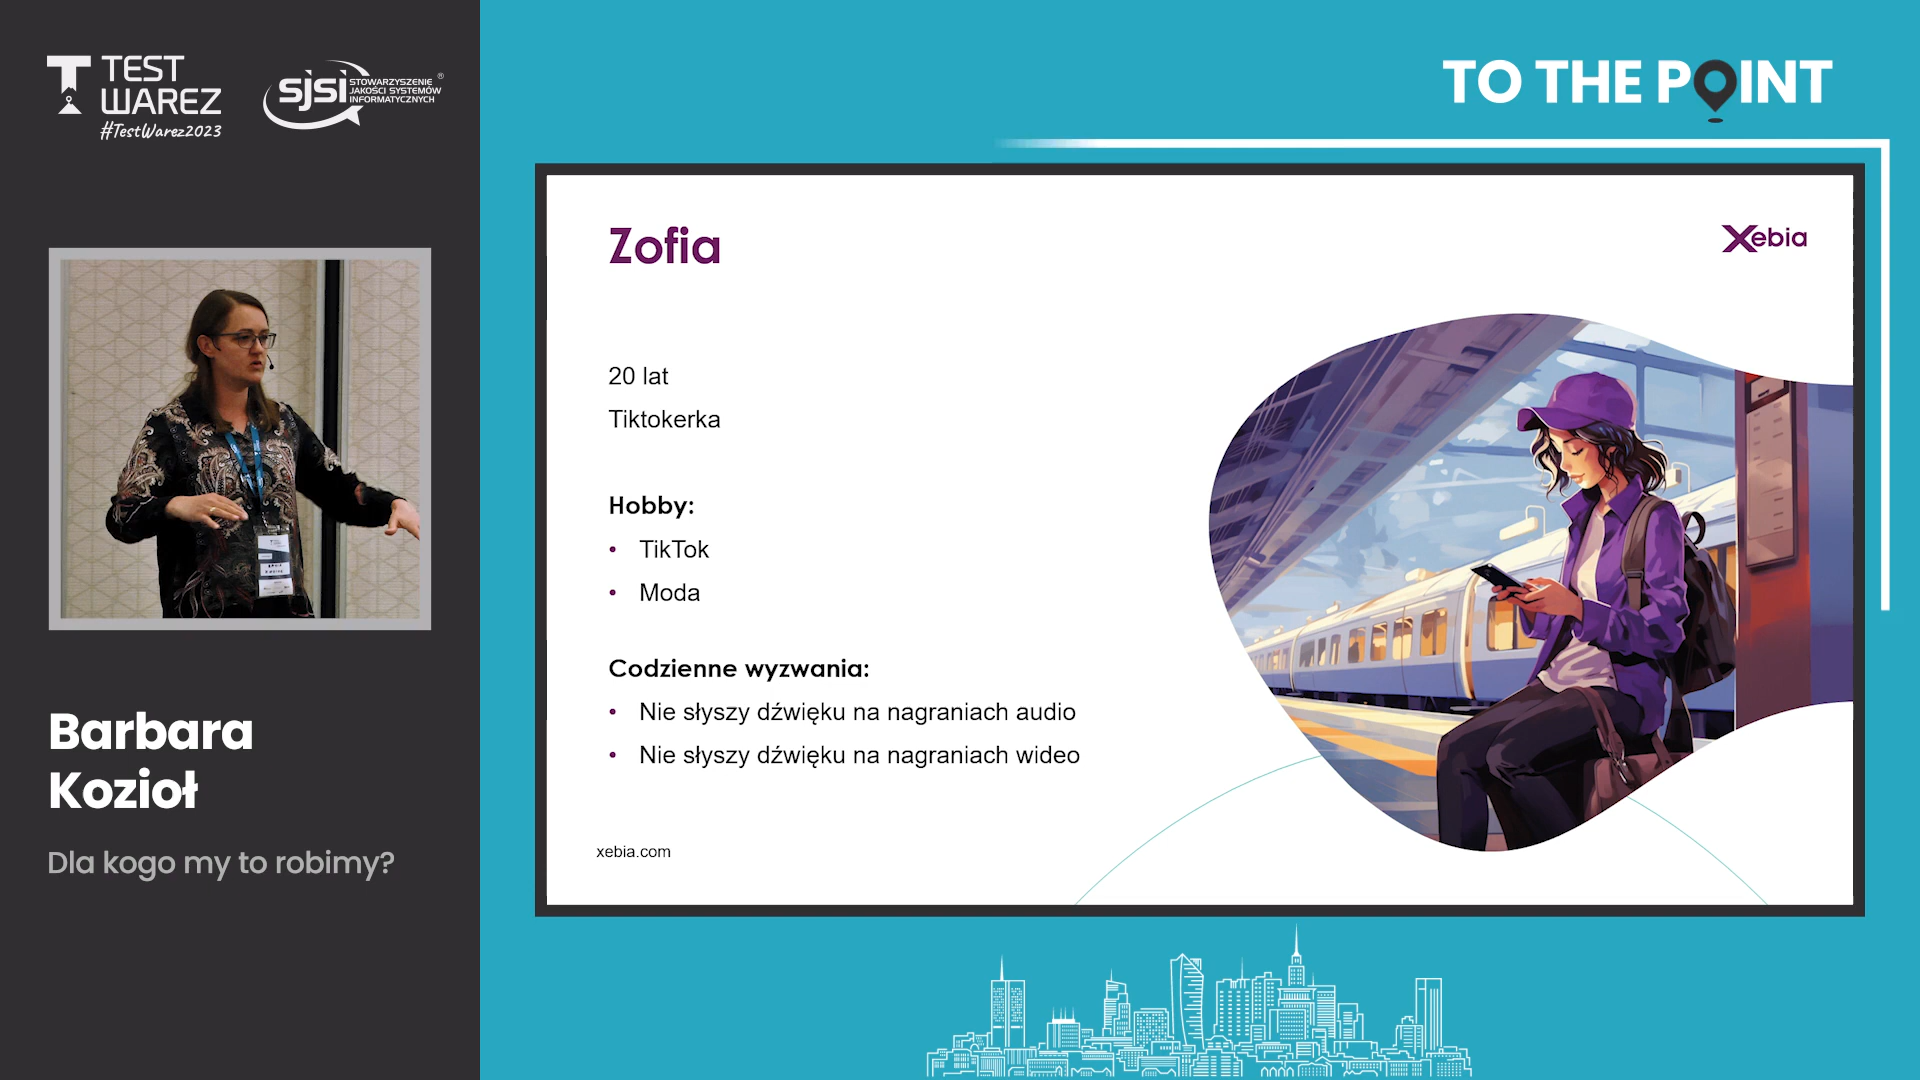 TEST
WAREZ
#TestWarez2023
sjsi
STOWARZYSZENIE
JAKOŚCI SYSTEMÓW
INFORMATYCZNYCH
®
TO THE POINT
Zofia
Xebia
20 lat
Tiktokerka
Hobby:
• TikTok
• Moda
Codzienne wyzwania:
• Nie słyszy dźwięku na nagraniach audio
• Nie słyszy dźwięku na nagraniach wideo
xebia.com
Barbara
Kozioł
Dla kogo my to robimy?